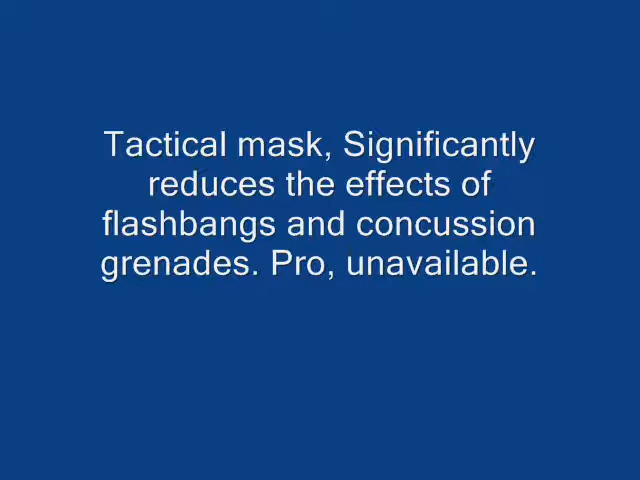 Tactical mask, Significantly
reduces the effects of
flashbangs and concussion
grenades. Pro, unavailable.